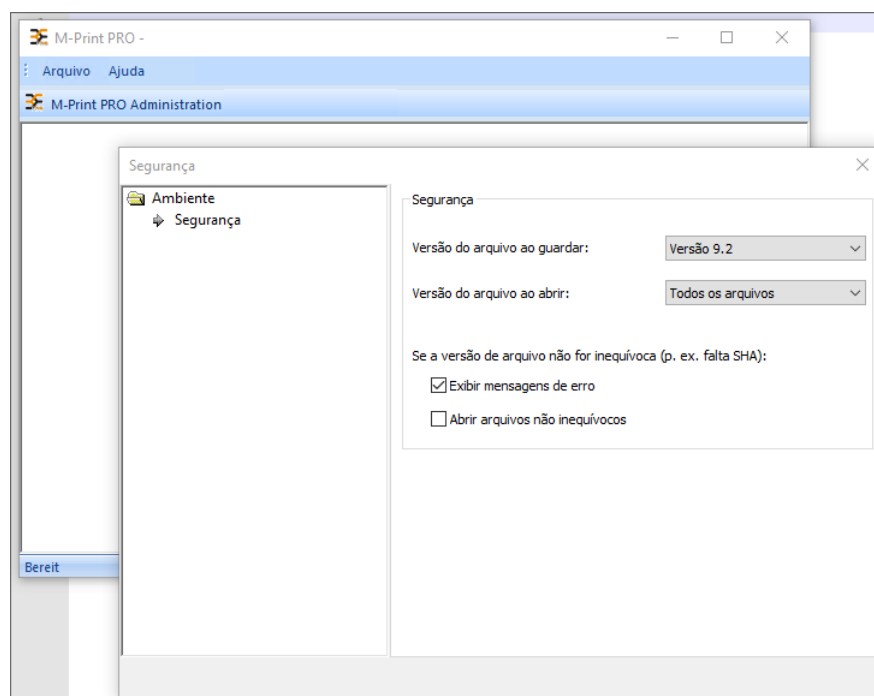 M-Print PRO -
Arquivo Ajuda
M-Print PRO Administration
Segurança
Ambiente
Segurança
Segurança
Versão do arquivo ao guardar: Versão 9.2
Versão do arquivo ao abrir: Todos os arquivos
Se a versão de arquivo não for inequívoca (p. ex. falta SHA):
Exibir mensagens de erro
Abrir arquivos não inequívocos
Bereit